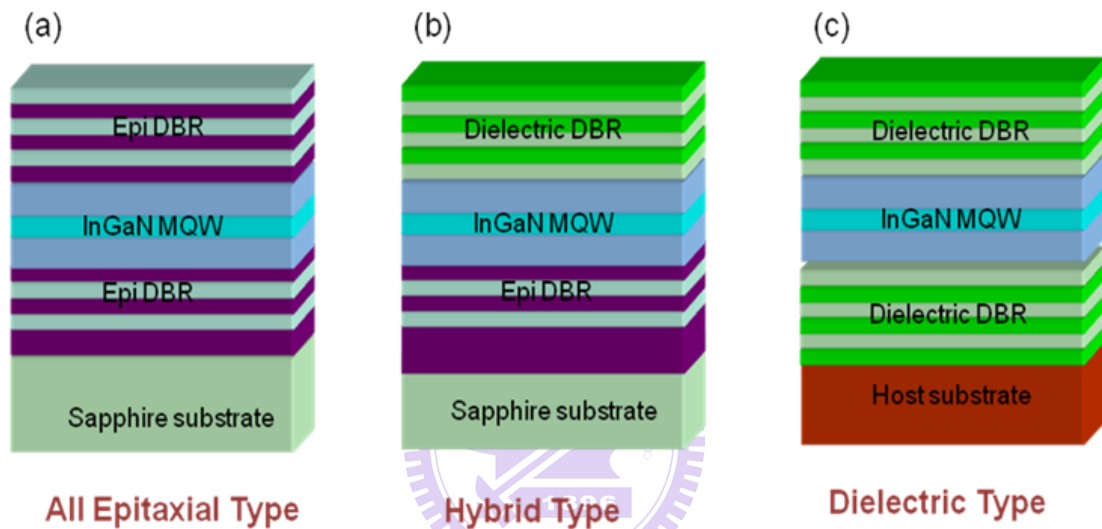 (a)
Epi DBR
InGaN MQW
Epi DBR
Sapphire substrate
All Epitaxial Type
(b)
Dielectric DBR
InGaN MQW
Epi DBR
Sapphire substrate
Hybrid Type
(c)
Dielectric DBR
InGaN MQW
Dielectric DBR
Host substrate
Dielectric Type
1896